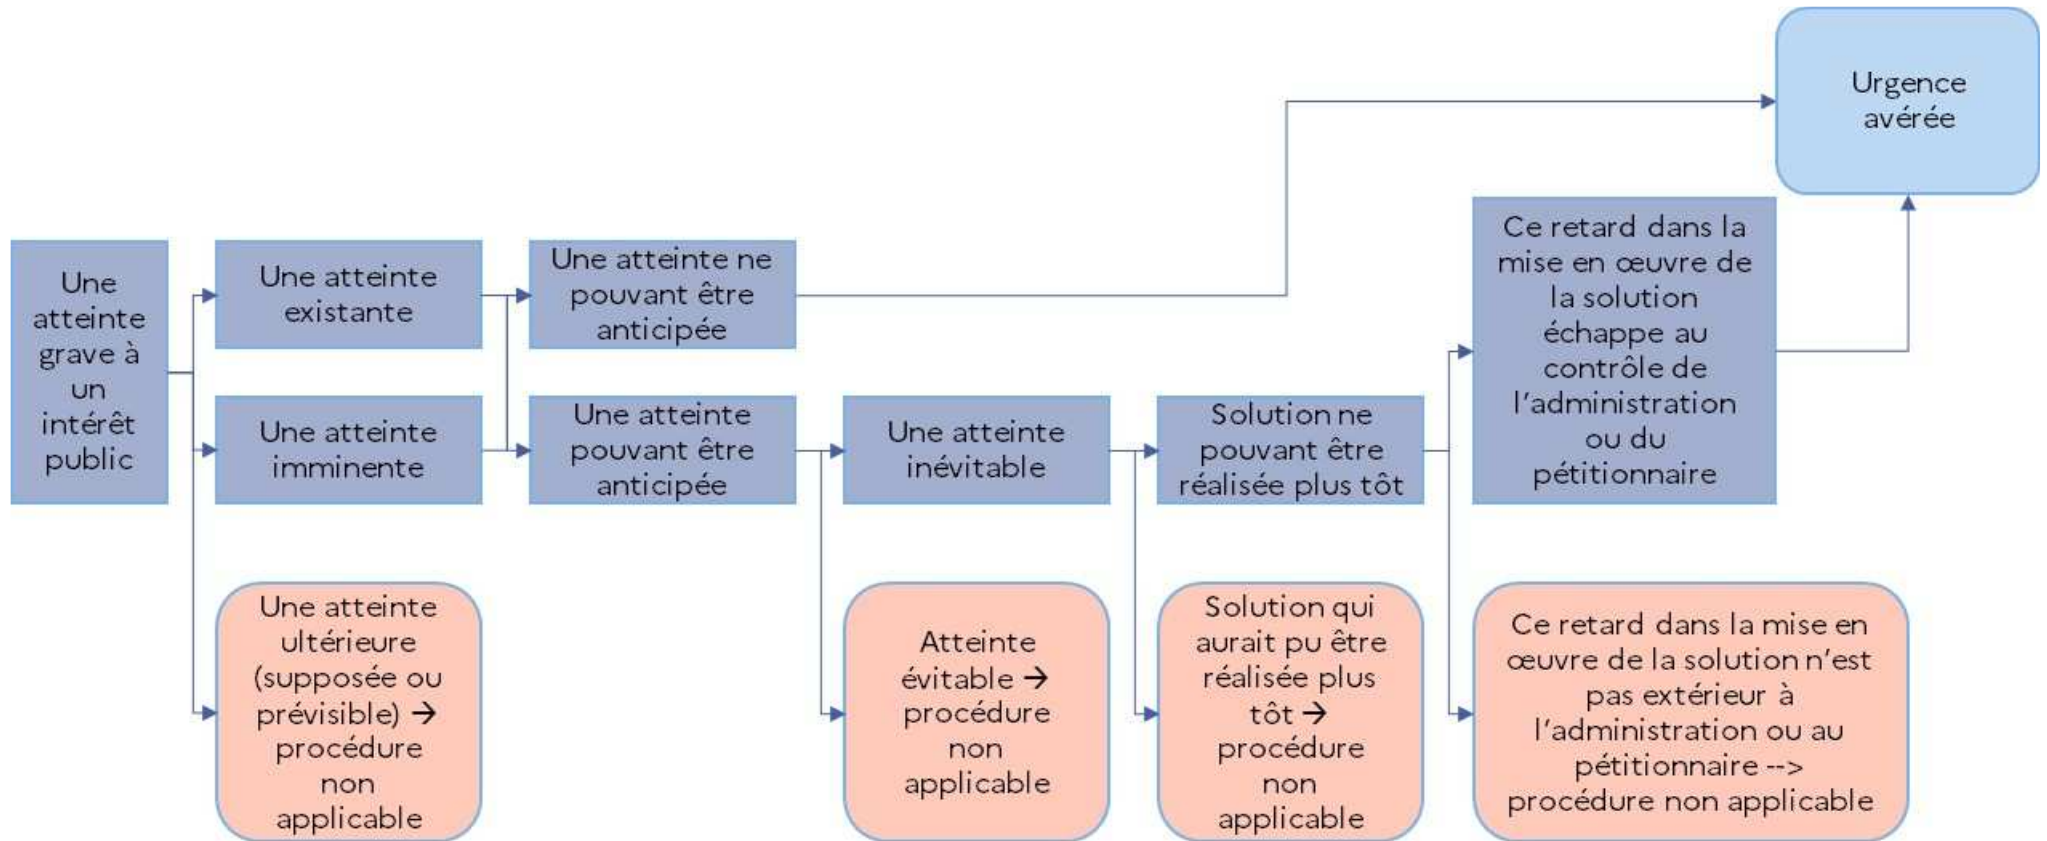 Urgence
avérée
Une
atteinte
grave à
un
intérêt
public
Une atteinte
existante
Une atteinte ne
pouvant être
anticipée
Ce retard dans la
mise en œuvre de
la solution
échappe au
contrôle de
l'administration
ou du
pétitionnaire
Une atteinte
imminente
Une atteinte
pouvant être
anticipée
Une atteinte
inévitable
Solution ne
pouvant être
réalisée plus tôt
Une atteinte
ultérieure
(supposée ou
prévisible) →
procédure
non
applicable
Atteinte
évitable →
procédure
non
applicable
Solution qui
aurait pu être
réalisée plus
tôt →
procédure
non
applicable
Ce retard dans la mise en
œuvre de la solution n'est
pas extérieur à
l'administration ou au
pétitionnaire -->
procédure non applicable